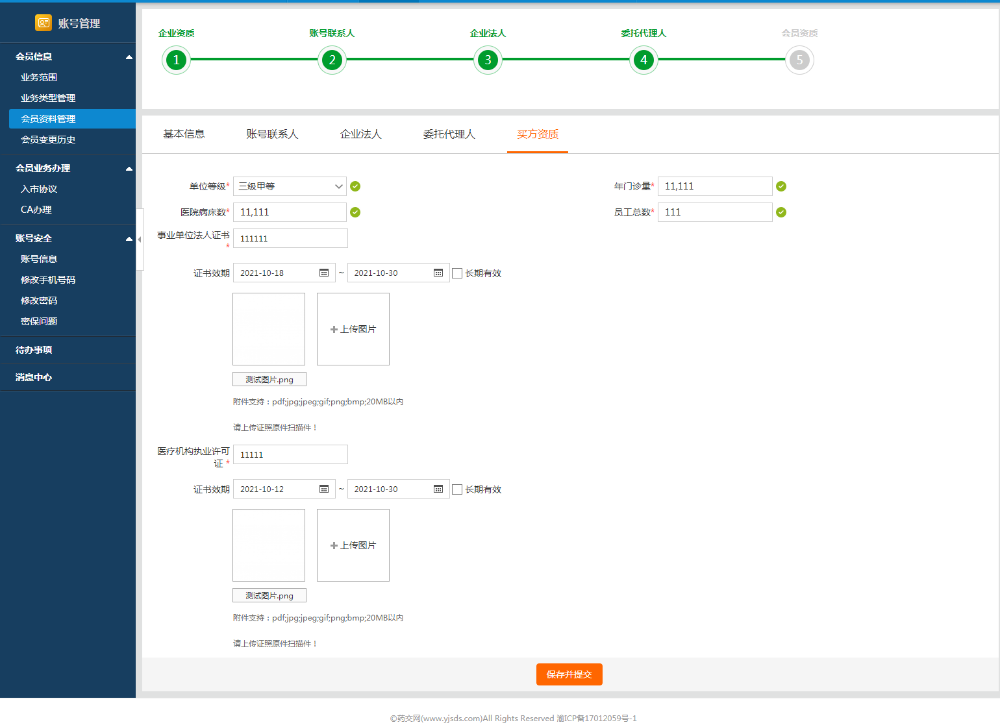 账号管理
会员信息
业务范围
业务类型管理
会员资料管理
会员变更历史
会员业务办理
入市协议
CA办理
账号安全
账号信息
修改手机号码
修改密码
密保问题
待办事项
消息中心
企业资质 账号联系人 企业法人 委托代理人 会员资质
1 2 3 4 5
基本信息 账号联系人 企业法人 委托代理人 买方资质
单位等级* 三级甲等 年门诊量* 11,111
医院病床数* 11,111 员工总数* 111
事业单位法人证书 111111
*
证书效期 2021-10-18 ~ 2021-10-30 长期有效
上传图片
测试图片.png
附件支持：pdf;jpg;jpeg;gif;png;bmp;20MB以内
请上传证照原件扫描件！
医疗机构执业许可 11111
证 *
证书效期 2021-10-12 ~ 2021-10-30 长期有效
上传图片
测试图片.png
附件支持：pdf;jpg;jpeg;gif;png;bmp;20MB以内
请上传证照原件扫描件！
保存并提交
©药交网(www.yjsds.com)All Rights Reserved 渝ICP备17012059号-1